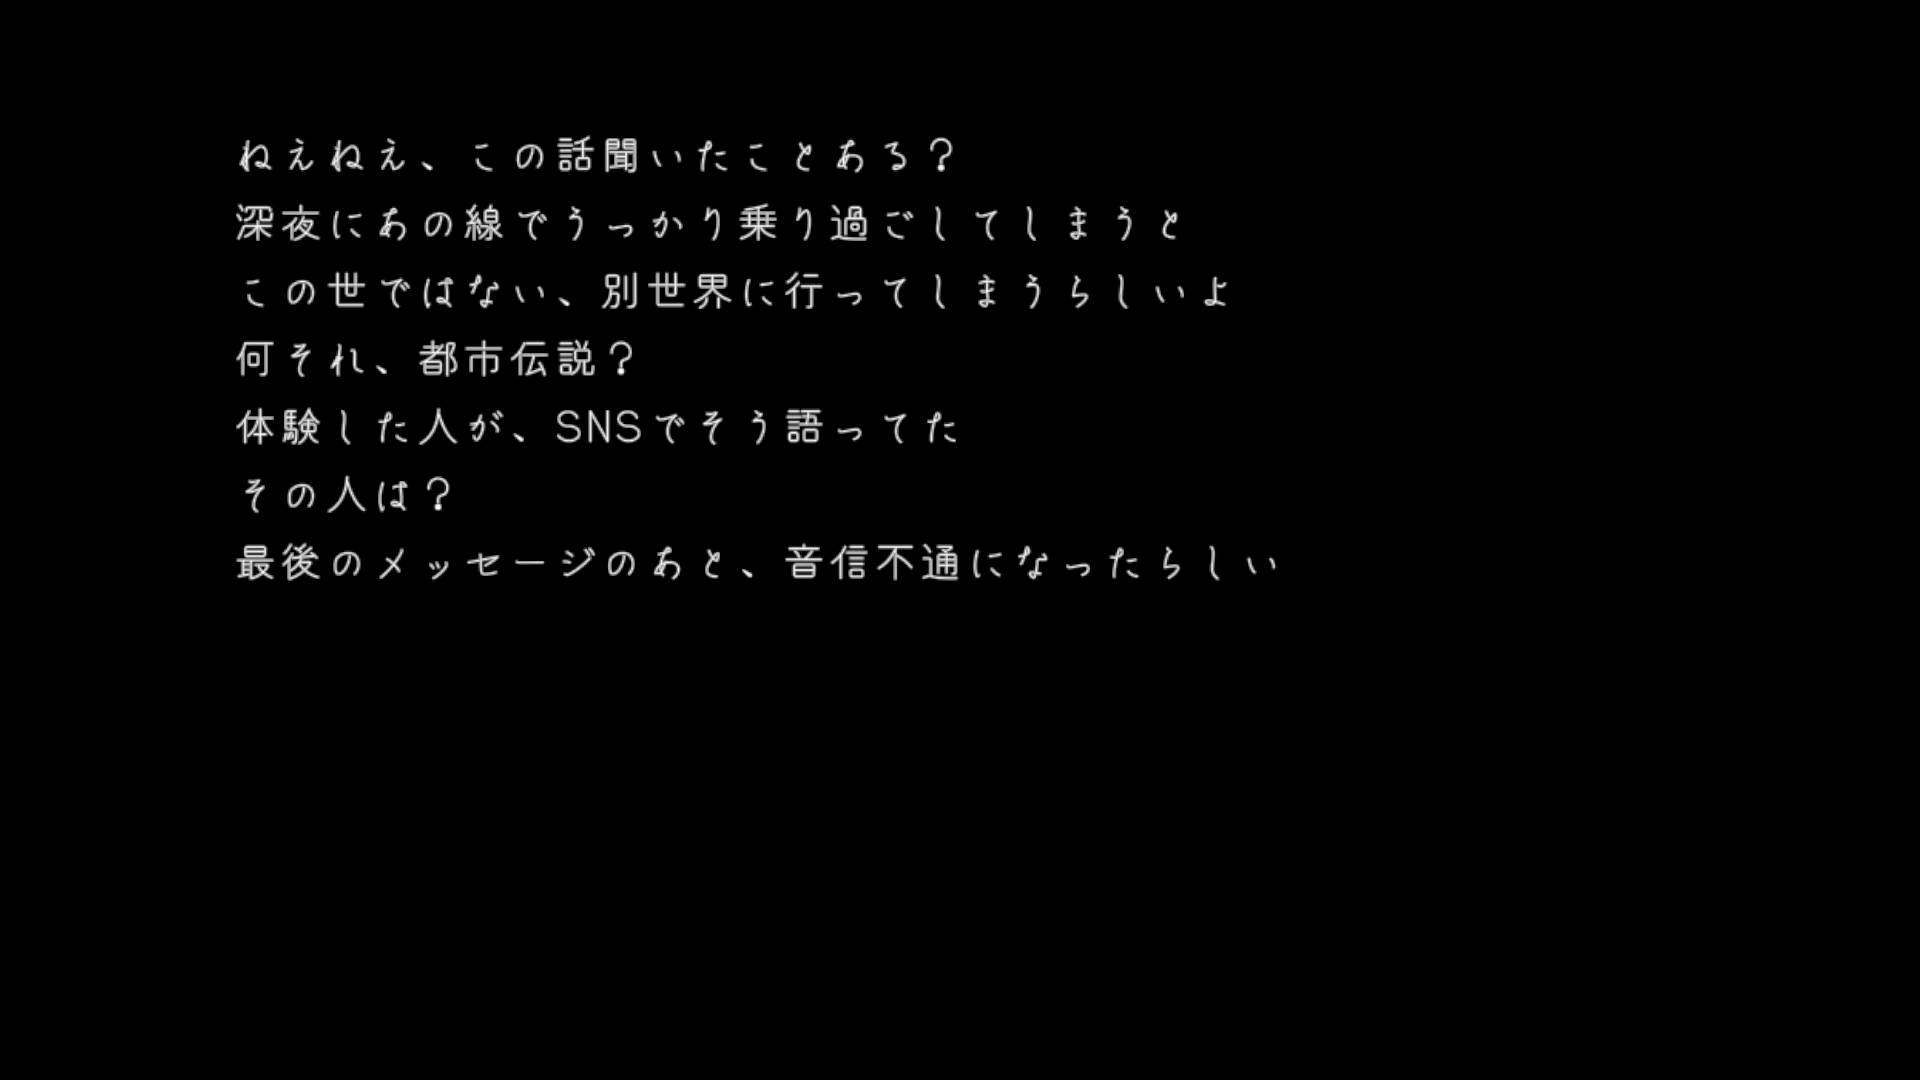 ねえねえ、この話聞いたことある？
深夜にあの線でうっかり乗り過ごしてしまうと
この世ではない、別世界に行ってしまうらしいよ
何それ、都市伝説？
体験した人が、SNSでそう語ってた
その人は？
最後のメッセージのあと、音信不通になったらしい